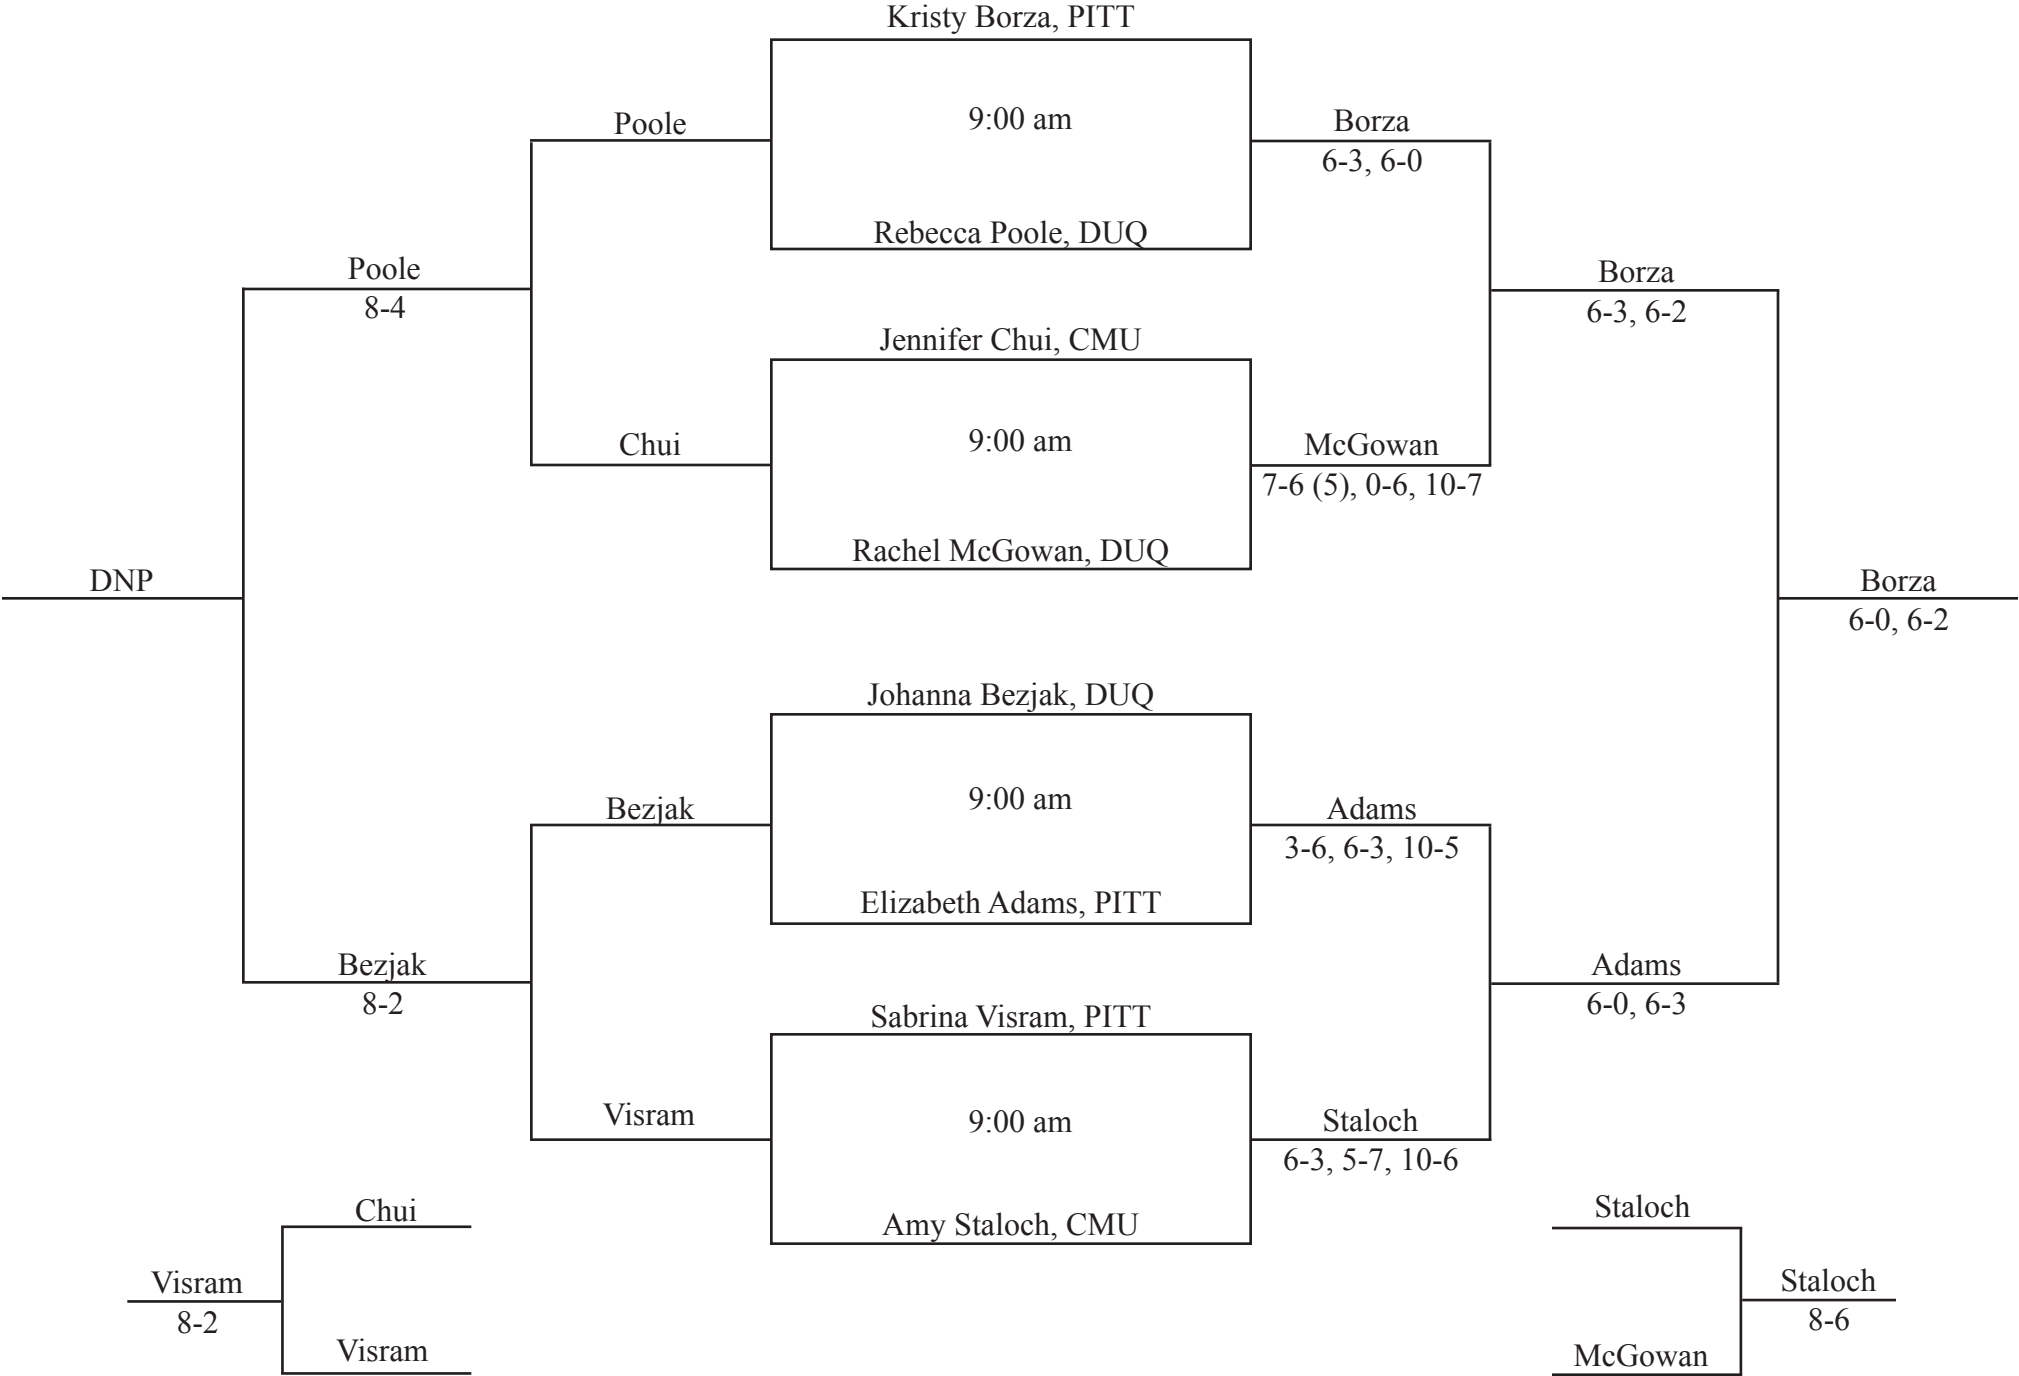 Kristy Borza, PITT
9:00 am
Rebecca Poole, DUQ
Poole
Borza
6-3, 6-0
Poole
8-4
Borza
6-3, 6-2
Jennifer Chui, CMU
9:00 am
Rachel McGowan, DUQ
Chui
McGowan
7-6 (5), 0-6, 10-7
DNP
Borza
6-0, 6-2
Johanna Bezjak, DUQ
9:00 am
Elizabeth Adams, PITT
Bezjak
Adams
3-6, 6-3, 10-5
Bezjak
8-2
Adams
6-0, 6-3
Sabrina Visram, PITT
9:00 am
Amy Staloch, CMU
Visram
Staloch
6-3, 5-7, 10-6
Chui
Visram
8-2
Visram
Staloch
Staloch
8-6
McGowan